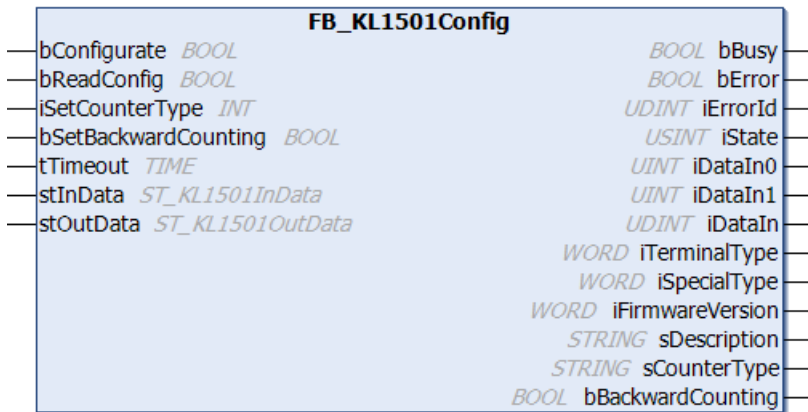 FB_KL1501Config
bConfigurate BOOL BOOL bBusy
bReadConfig BOOL BOOL bError
iSetCounterType INT UDINT iErrorId
bSetBackwardCounting BOOL USINT iState
tTimeout TIME UINT iDataIn0
stInData ST_KL1501InData UINT iDataIn1
stOutData ST_KL1501OutData UDINT iDataIn
WORD iTerminalType
WORD iSpecialType
WORD iFirmwareVersion
STRING sDescription
STRING sCounterType
BOOL bBackwardCounting